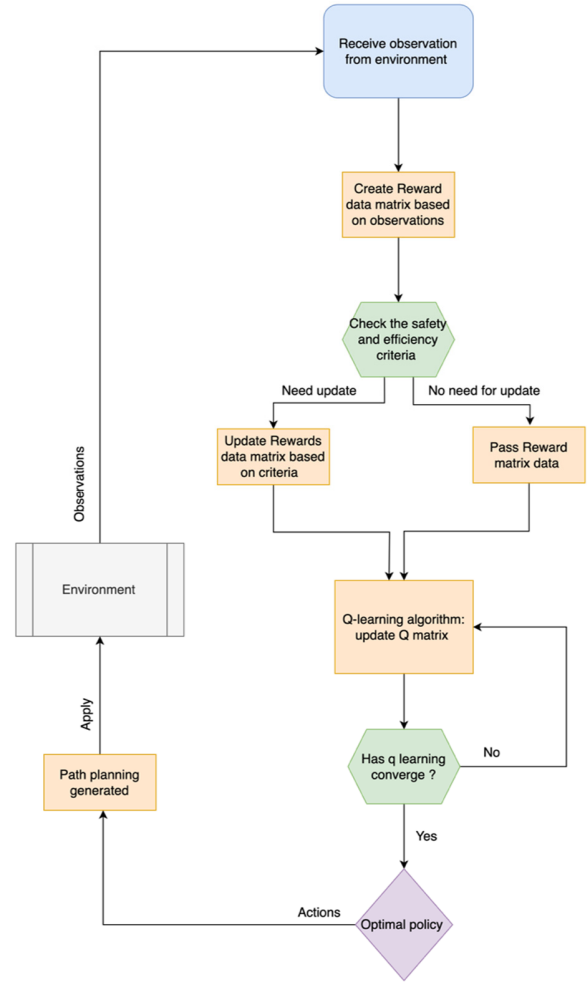 Receive observation
from environment
Create Reward
data matrix based
on observations
Check the safety
and efficiency
criteria
Need update
No need for update
Update Rewards
data matrix based
on criteria
Pass Reward
matrix data
Observations
Environment
Q-learning algorithm:
update Q matrix
Apply
Has q learning
converge ?
No
Path planning
generated
Yes
Actions
Optimal policy